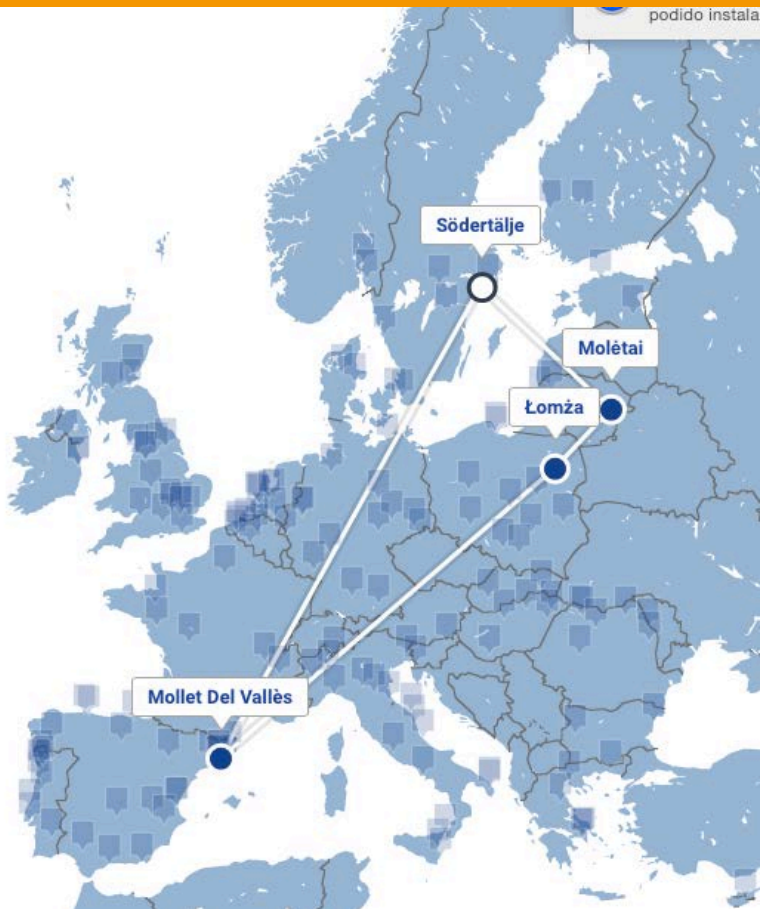 podido instala
Södertälje
Molėtai
Łomża
Mollet Del Vallès